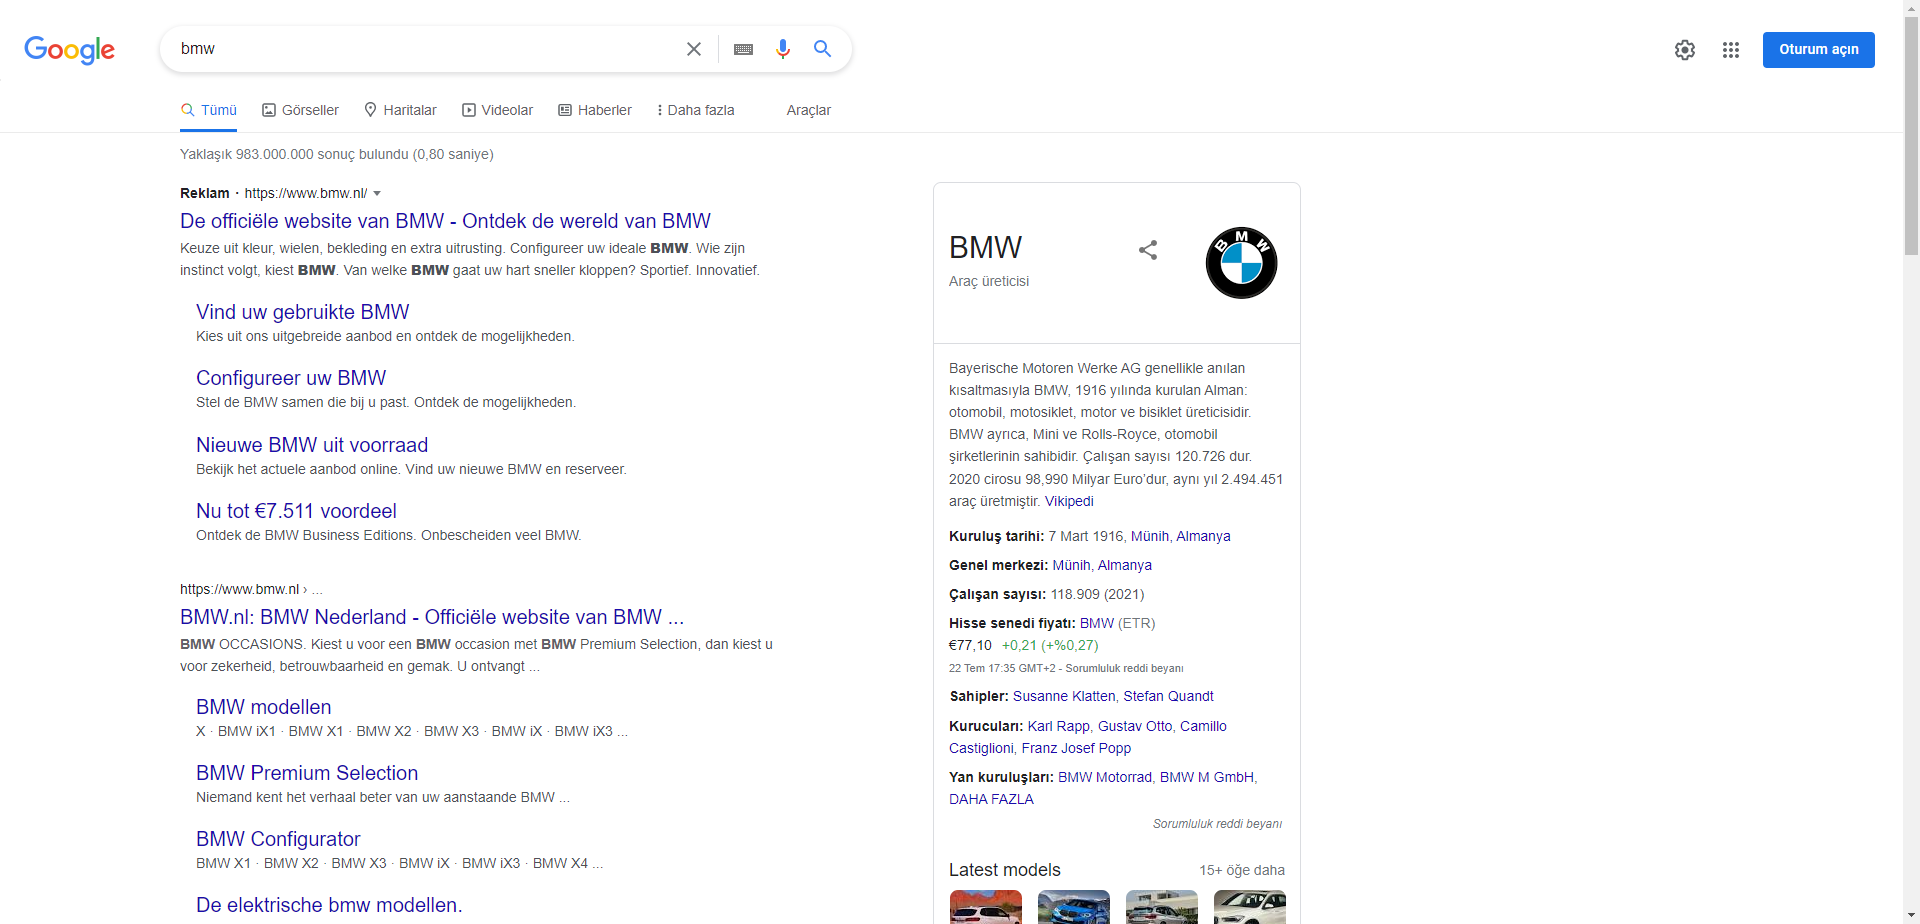 Google
bmw
Oturum açın
Tümü
Görseller
Haritalar
Videolar
Haberler
Daha fazla
Araçlar
Yaklaşık 983.000.000 sonuç bulundu (0,80 saniye)
Reklam · https://www.bmw.nl/
De officiële website van BMW - Ontdek de wereld van BMW
Keuze uit kleur, wielen, bekleding en extra uitrusting. Configureer uw ideale BMW. Wie zijn
instinct volgt, kiest BMW. Van welke BMW gaat uw hart sneller kloppen? Sportief. Innovatief.
Vind uw gebruikte BMW
Kies uit ons uitgebreide aanbod en ontdek de mogelijkheden.
Configureer uw BMW
Stel de BMW samen die bij u past. Ontdek de mogelijkheden.
Nieuwe BMW uit voorraad
Bekijk het actuele aanbod online. Vind uw nieuwe BMW en reserveer.
Nu tot €7.511 voordeel
Ontdek de BMW Business Editions. Onbescheiden veel BMW.
https://www.bmw.nl › ...
BMW.nl: BMW Nederland - Officiële website van BMW ...
BMW OCCASIONS. Kiest u voor een BMW occasion met BMW Premium Selection, dan kiest u
voor zekerheid, betrouwbaarheid en gemak. U ontvangt ...
BMW modellen
X · BMW iX1 · BMW X1 · BMW X2 · BMW X3 · BMW iX · BMW iX3 ...
BMW Premium Selection
Niemand kent het verhaal beter van uw aanstaande BMW ...
BMW Configurator
BMW X1 · BMW X2 · BMW X3 · BMW iX · BMW iX3 · BMW X4 ...
De elektrische bmw modellen.
BMW
Araç üreticisi
BMW
Bayerische Motoren Werke AG genellikle anılan
kısaltmasıyla BMW, 1916 yılında kurulan Alman:
otomobil, motosiklet, motor ve bisiklet üreticisidir.
BMW ayrıca, Mini ve Rolls-Royce, otomobil
şirketlerinin sahibidir. Çalışan sayısı 120.726 dur.
2020 cirosu 98,990 Milyar Euro'dur, aynı yıl 2.494.451
araç üretmiştir. Vikipedi
Kuruluş tarihi: 7 Mart 1916, Münih, Almanya
Genel merkezi: Münih, Almanya
Çalışan sayısı: 118.909 (2021)
Hisse senedi fiyatı: BMW (ETR)
€77,10 +0,21 (+%0,27)
22 Tem 17:35 GMT+2 - Sorumluluk reddi beyanı
Sahipler: Susanne Klatten, Stefan Quandt
Kurucuları: Karl Rapp, Gustav Otto, Camillo
Castiglioni, Franz Josef Popp
Yan kuruluşları: BMW Motorrad, BMW M GmbH,
DAHA FAZLA
Sorumluluk reddi beyanı
Latest models
15+ öğe daha